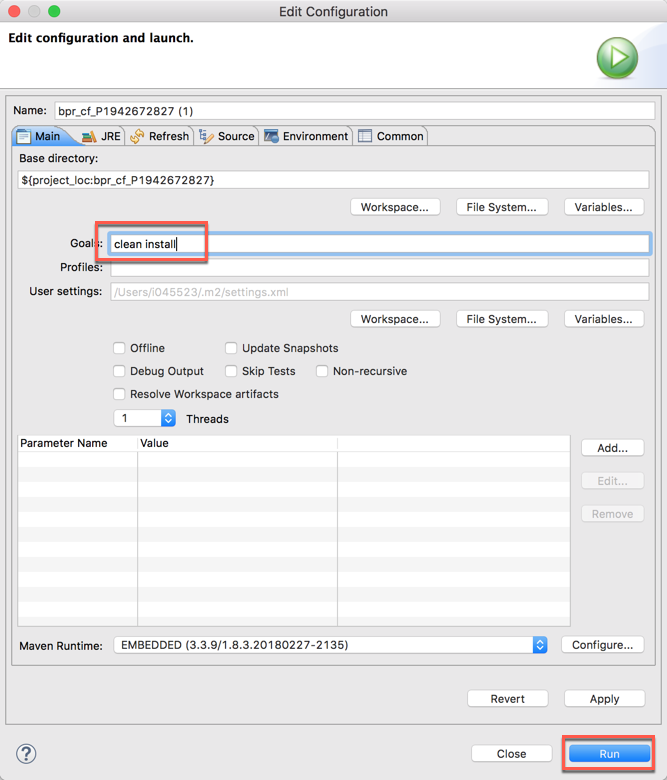 Edit Configuration
Edit configuration and launch.
Name: bpr_cf_P1942672827 (1)
Main JRE Refresh Source Environment Common
Base directory:
${project_loc:bpr_cf_P1942672827}
Workspace... File System... Variables...
Goals: clean install
Profiles:
User settings: /Users/i045523/.m2/settings.xml
Workspace... File System... Variables...
Offline Update Snapshots
Debug Output Skip Tests Non-recursive
Resolve Workspace artifacts
1 Threads
Parameter Name Value
Add...
Edit...
Remove
Maven Runtime: EMBEDDED (3.3.9/1.8.3.20180227-2135) Configure...
Revert Apply
? Close Run